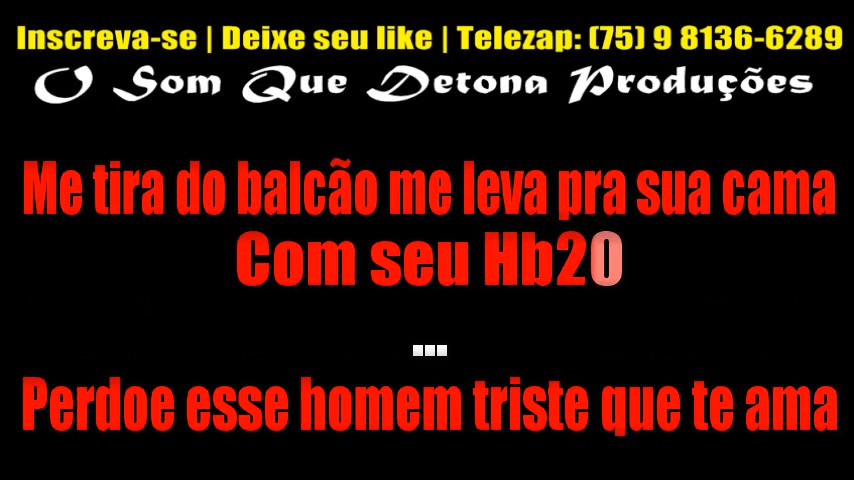 Inscreva-se | Deixe seu like | Telezap: (75) 9 8136-6289
O Som Que Detona Produções
Me tira do balcão me leva pra sua cama
Com seu Hb20
...
Perdoe esse homem triste que te ama